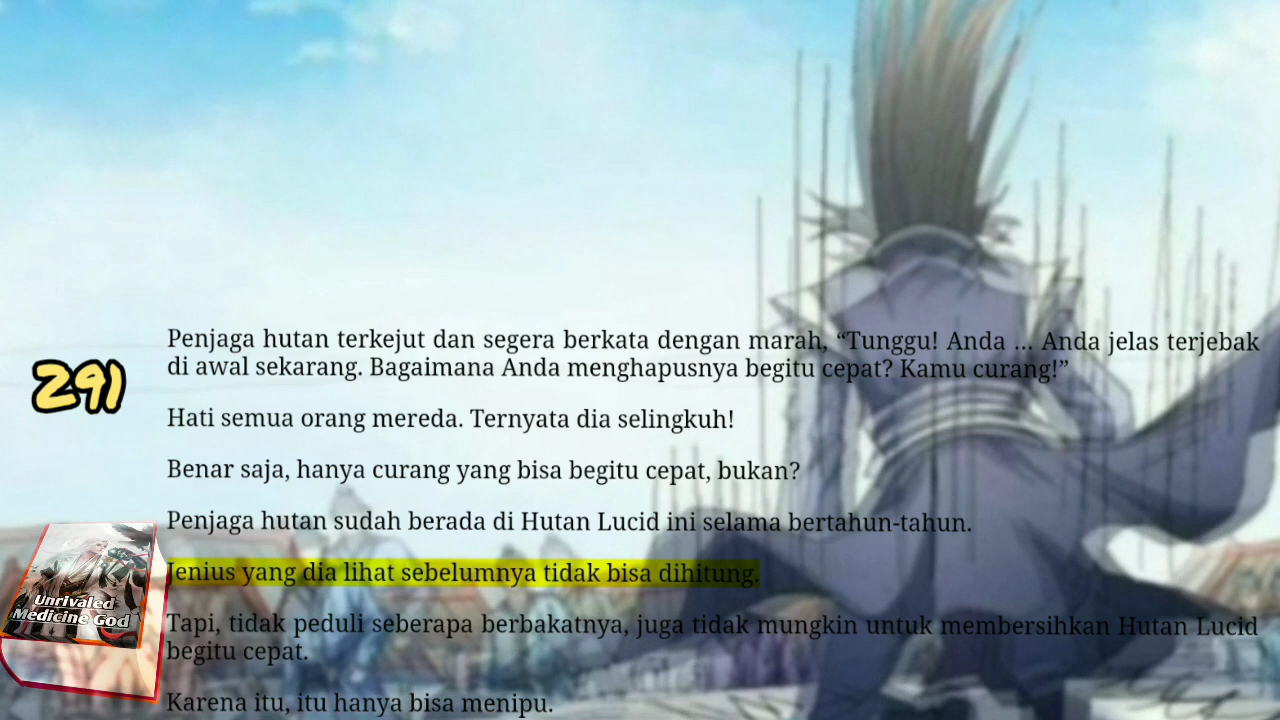 Penjaga hutan terkejut dan segera berkata dengan marah, “Tunggu! Anda ... Anda jelas terjebak
di awal sekarang. Bagaimana Anda menghapusnya begitu cepat? Kamu curang!”
291
Hati semua orang mereda. Ternyata dia selingkuh!
Benar saja, hanya curang yang bisa begitu cepat, bukan?
Penjaga hutan sudah berada di Hutan Lucid ini selama bertahun-tahun.
Jenius yang dia lihat sebelumnya tidak bisa dihitung.
Unrivaled
Medicine God
Tapi, tidak peduli seberapa berbakatnya, juga tidak mungkin untuk membersihkan Hutan Lucid
begitu cepat.
Karena itu, itu hanya bisa menipu.